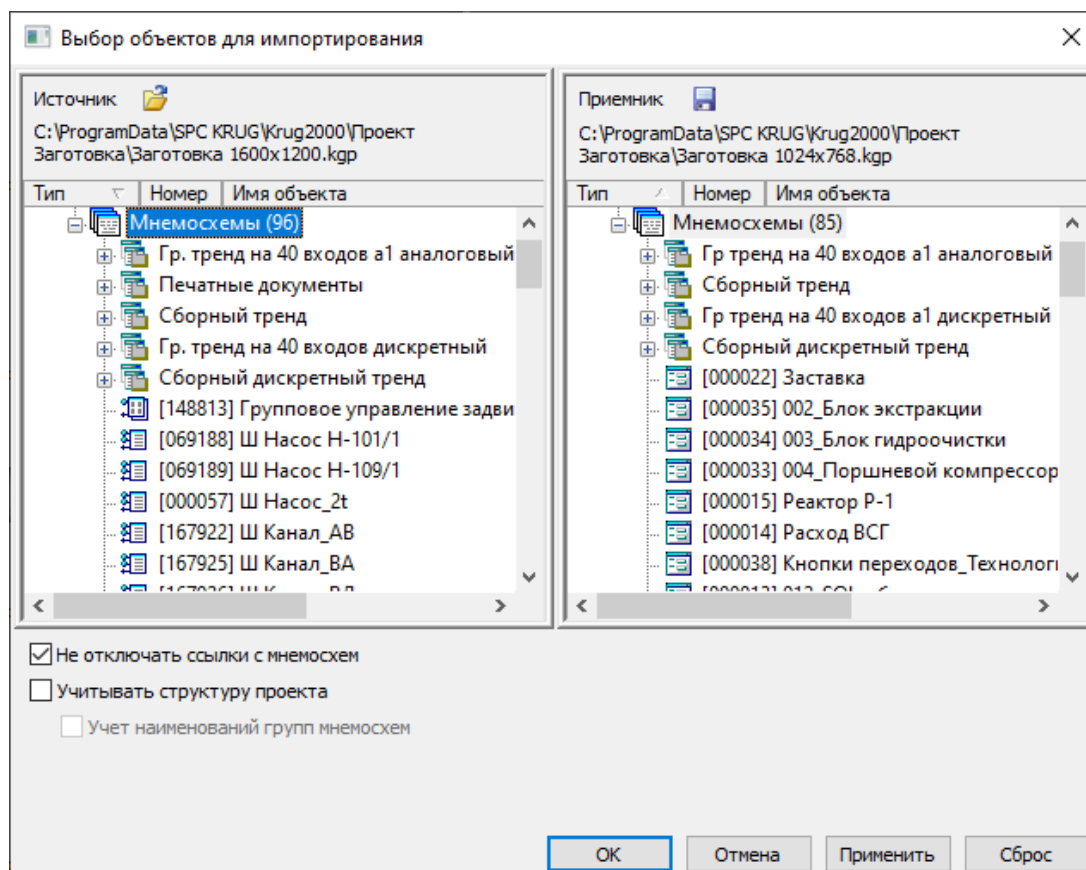 Выбор объектов для импортирования
Источник
C:\ProgramData\SPC KRUG\Krug2000\Проект
Заготовка\Заготовка 1600x1200.kgp
Тип Номер Имя объекта
Мнемосхемы (96)
Гр. тренд на 40 входов а1 аналоговый
Печатные документы
Сборный тренд
Гр. тренд на 40 входов дискретный
Сборный дискретный тренд
[148813] Групповое управление задви
[069188] Ш Насос Н-101/1
[069189] Ш Насос Н-109/1
[000057] Ш Насос_2t
[167922] Ш Канал_АВ
[167925] Ш Канал_ВА
Приемник
C:\ProgramData\SPC KRUG\Krug2000\Проект
Заготовка\Заготовка 1024x768.kgp
Тип Номер Имя объекта
Мнемосхемы (85)
Гр тренд на 40 входов а1 аналоговый
Сборный тренд
Гр тренд на 40 входов а1 дискретный
Сборный дискретный тренд
[000022] Заставка
[000035] 002_Блок экстракции
[000034] 003_Блок гидроочистки
[000033] 004_Поршневой компрессор
[000015] Реактор Р-1
[000014] Расход ВСГ
[000038] Кнопки переходов_Технологи
Не отключать ссылки с мнемосхем
Учитывать структуру проекта
Учет наименований групп мнемосхем
ОК Отмена Применить Сброс